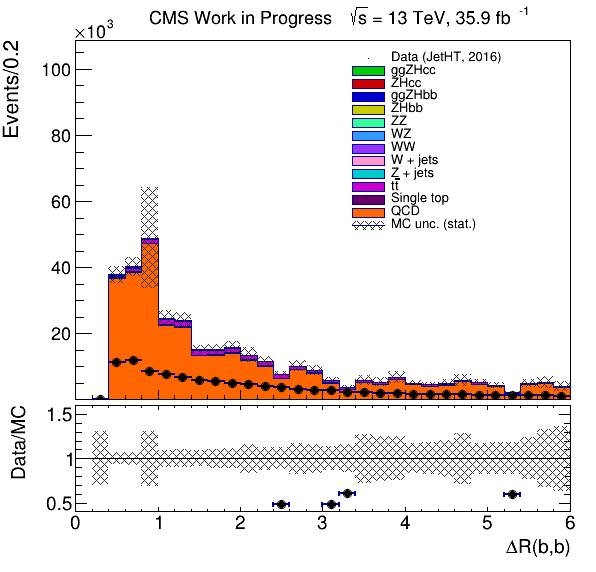 CMS Work in Progress √s = 13 TeV, 35.9 fb⁻¹
×10³
Events/0.2
100
80
60
40
20
Data (JetHT, 2016)
ggZHcc
ZHcc
ggZHbb
ZHbb
ZZ
WZ
WW
W + jets
Z + jets
tt̅
Single top
QCD
MC unc. (stat.)
Data/MC
1.5
1
0.5
0 1 2 3 4 5 6
ΔR(b,b)